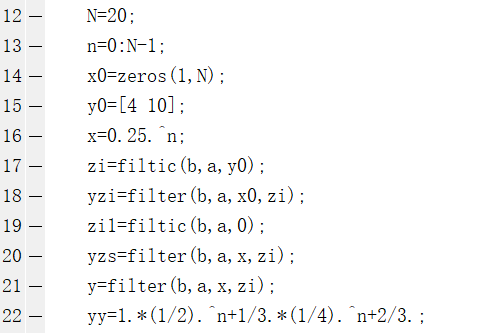 12 — N=20;
13 — n=0:N-1;
14 — x0=zeros(1,N);
15 — y0=[4 10];
16 — x=0.25.^n;
17 — zi=filtic(b,a,y0);
18 — yzi=filter(b,a,x0,zi);
19 — zi1=filtic(b,a,0);
20 — yzs=filter(b,a,x,zi);
21 — y=filter(b,a,x,zi);
22 — yy=1.*(1/2).^n+1/3.*(1/4).^n+2/3.;